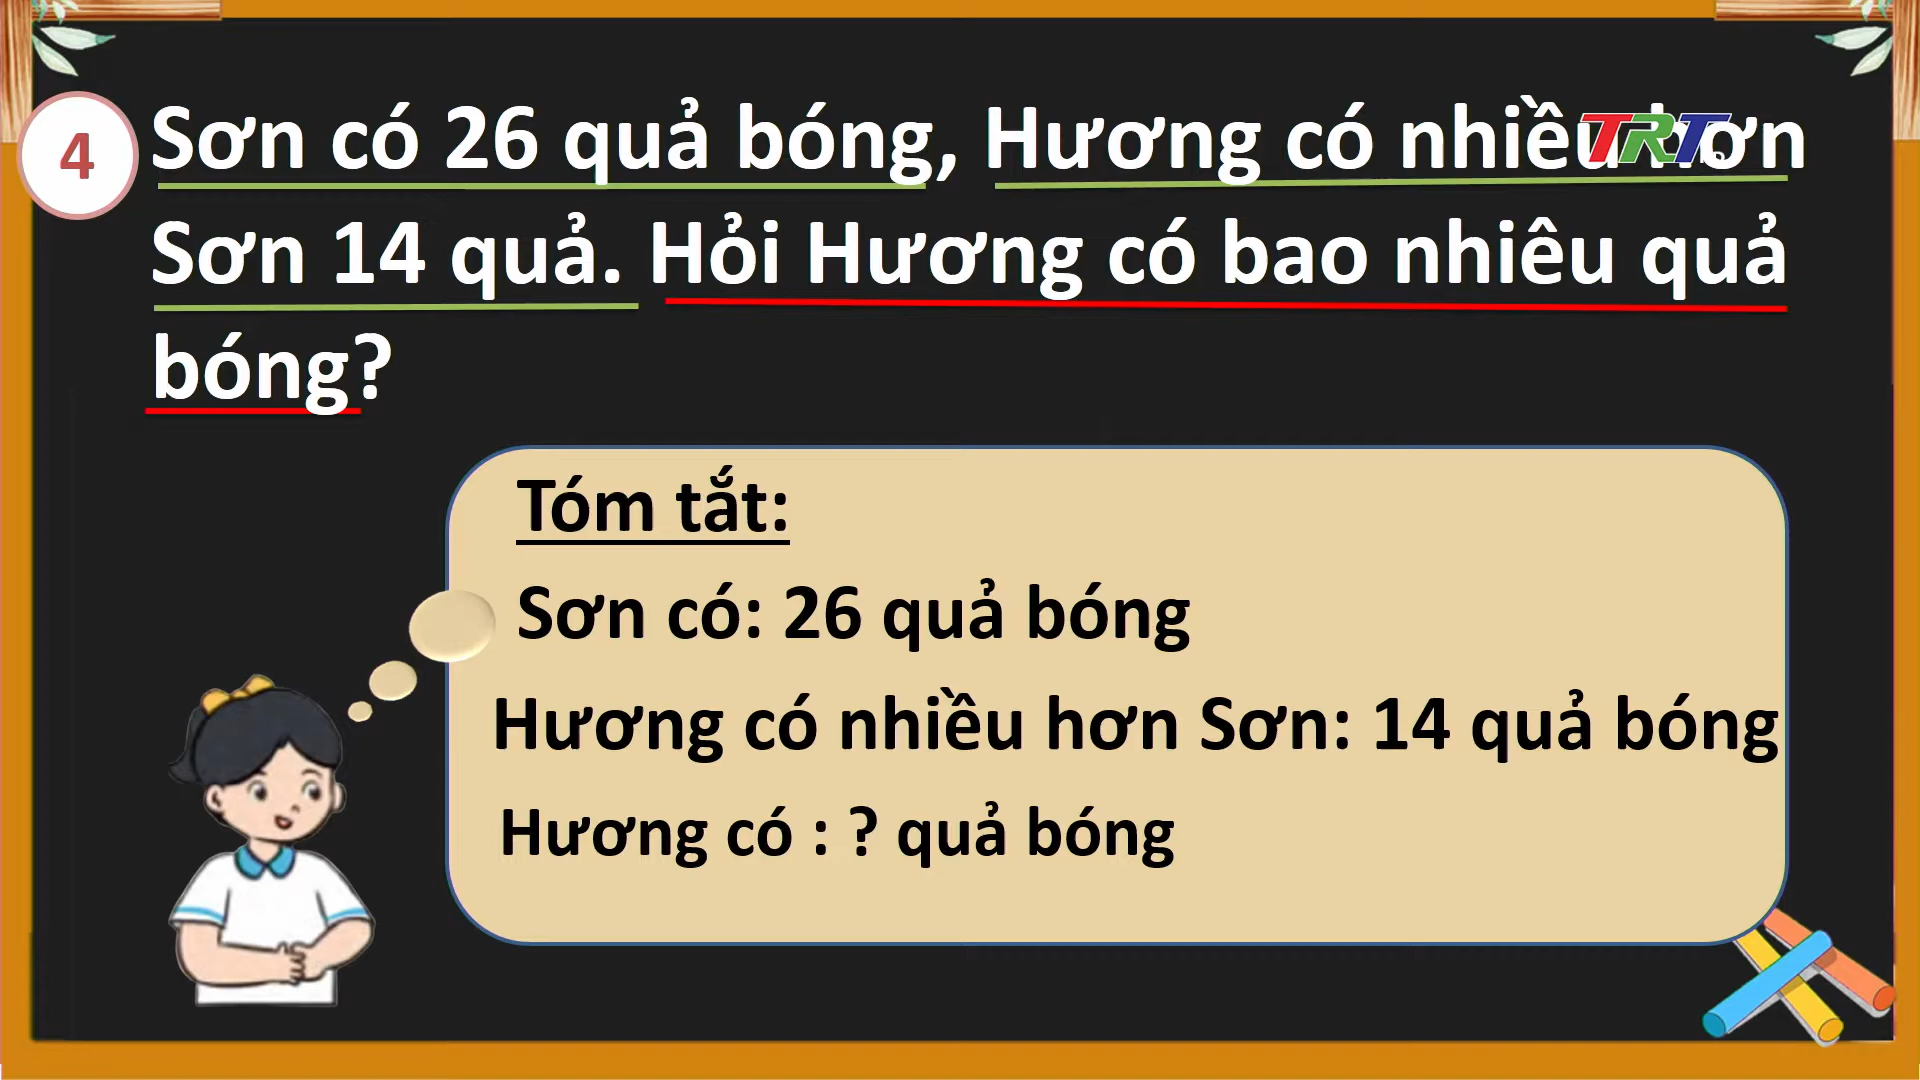 4
Sơn có 26 quả bóng, Hương có nhiều hơn
TRT
Sơn 14 quả. Hỏi Hương có bao nhiêu quả
bóng?
Tóm tắt:
Sơn có: 26 quả bóng
Hương có nhiều hơn Sơn: 14 quả bóng
Hương có : ? quả bóng